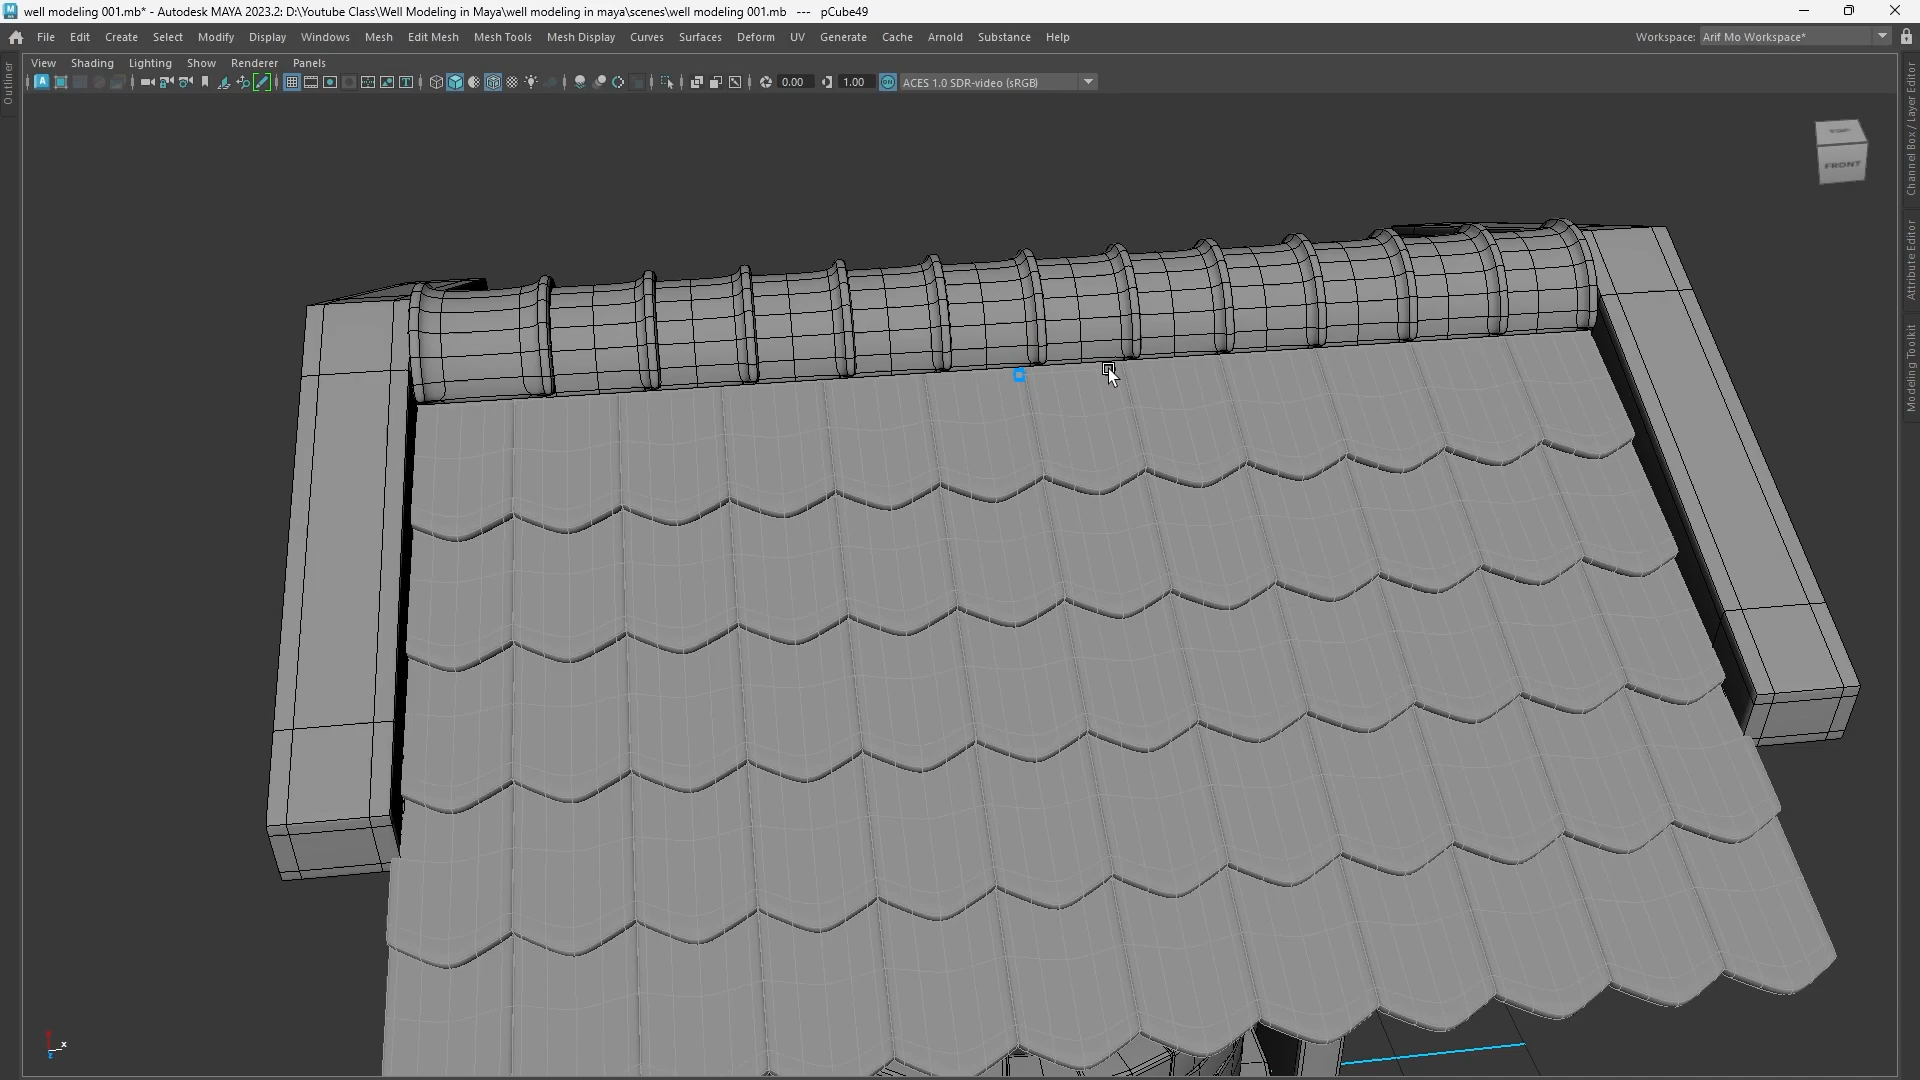 well modeling 001.mb* - Autodesk MAYA 2023.2: D:\Youtube Class\Well Modeling in Maya\well modeling in maya\scenes\well modeling 001.mb --- pCube49
File Edit Create Select Modify Display Windows Mesh Edit Mesh Mesh Tools Mesh Display Curves Surfaces Deform UV Generate Cache Arnold Substance Help Workspace: Arif Mo Workspace*
View Shading Lighting Show Renderer Panels
0.00 1.00 ACES 1.0 SDR-video (sRGB)
Outliner
Channel Box / Layer Editor
Attribute Editor
Modeling Toolkit
TOP
FRONT
x